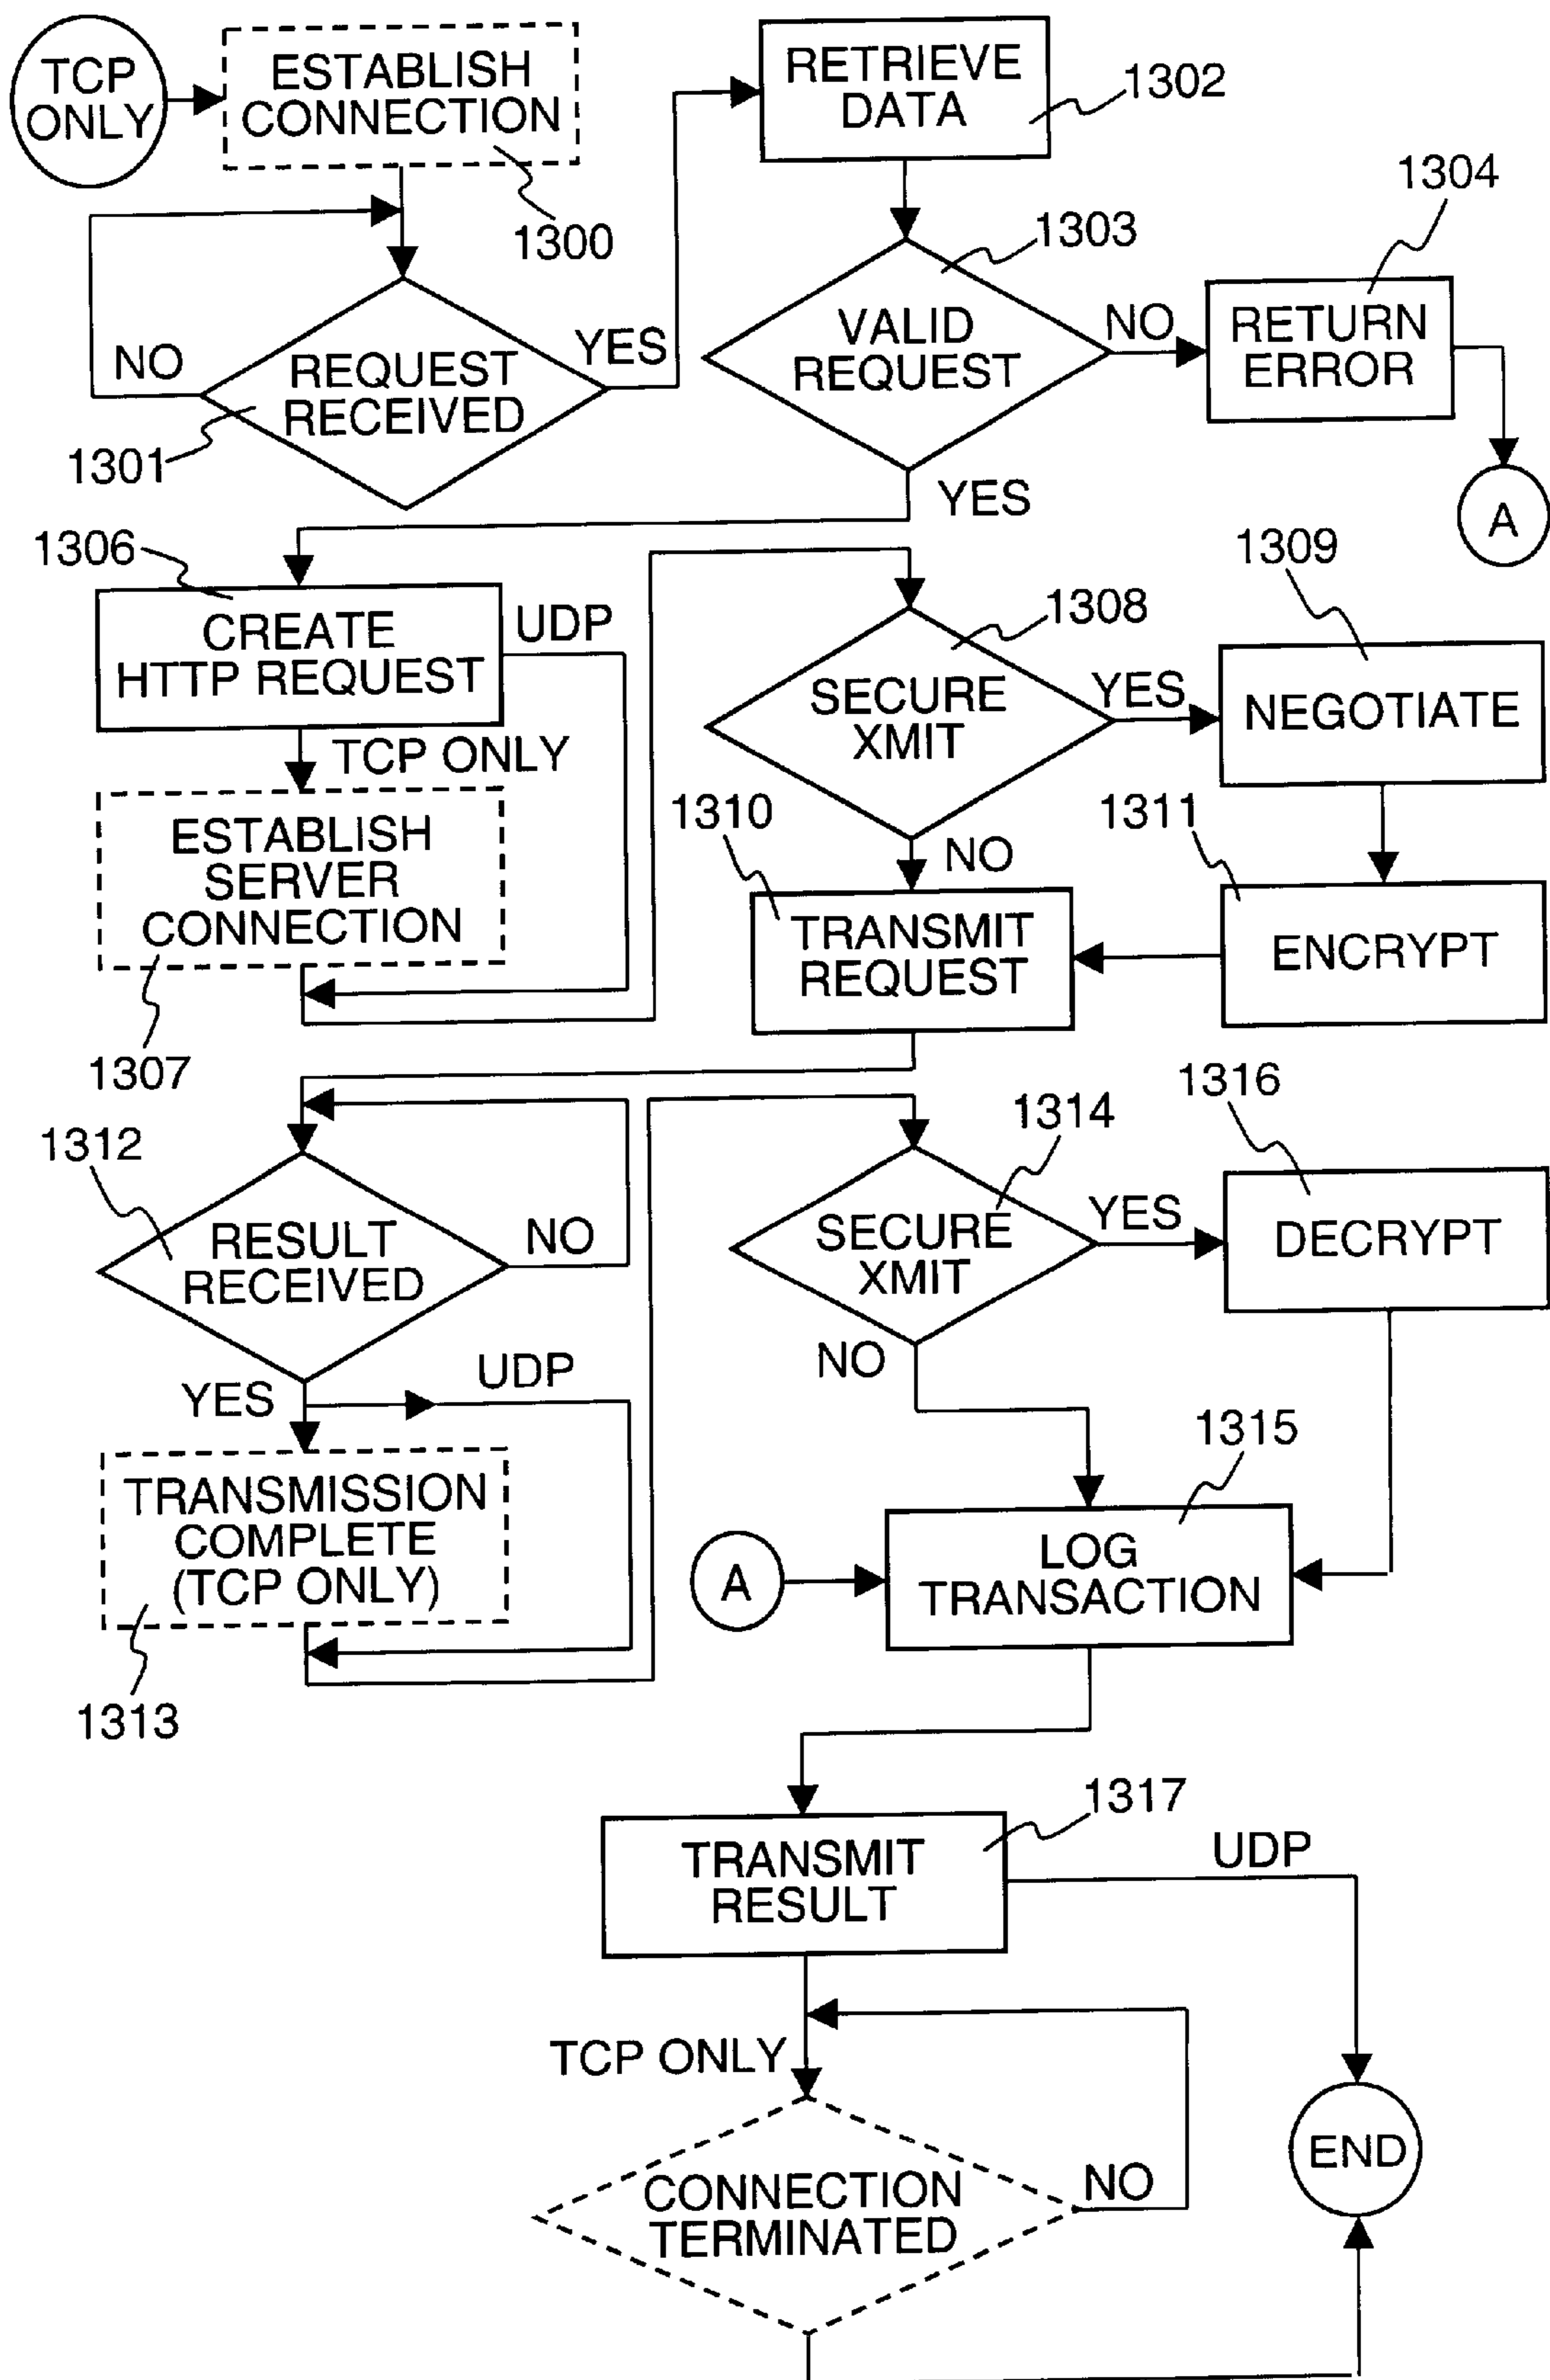 TCP
ONLY
ESTABLISH
CONNECTION
1300
RETRIEVE
DATA
1302
1304
1303
NO
REQUEST
RECEIVED
YES
1301
VALID
REQUEST
NO
RETURN
ERROR
YES
A
1306
CREATE
HTTP REQUEST
UDP
TCP ONLY
ESTABLISH
SERVER
CONNECTION
1307
1308
SECURE
XMIT
YES
1309
NEGOTIATE
1310
NO
1311
TRANSMIT
REQUEST
ENCRYPT
1312
RESULT
RECEIVED
NO
YES
UDP
TRANSMISSION
COMPLETE
(TCP ONLY)
1313
1314
SECURE
XMIT
YES
1316
DECRYPT
NO
1315
A
LOG
TRANSACTION
1317
TRANSMIT
RESULT
UDP
TCP ONLY
CONNECTION
TERMINATED
NO
END